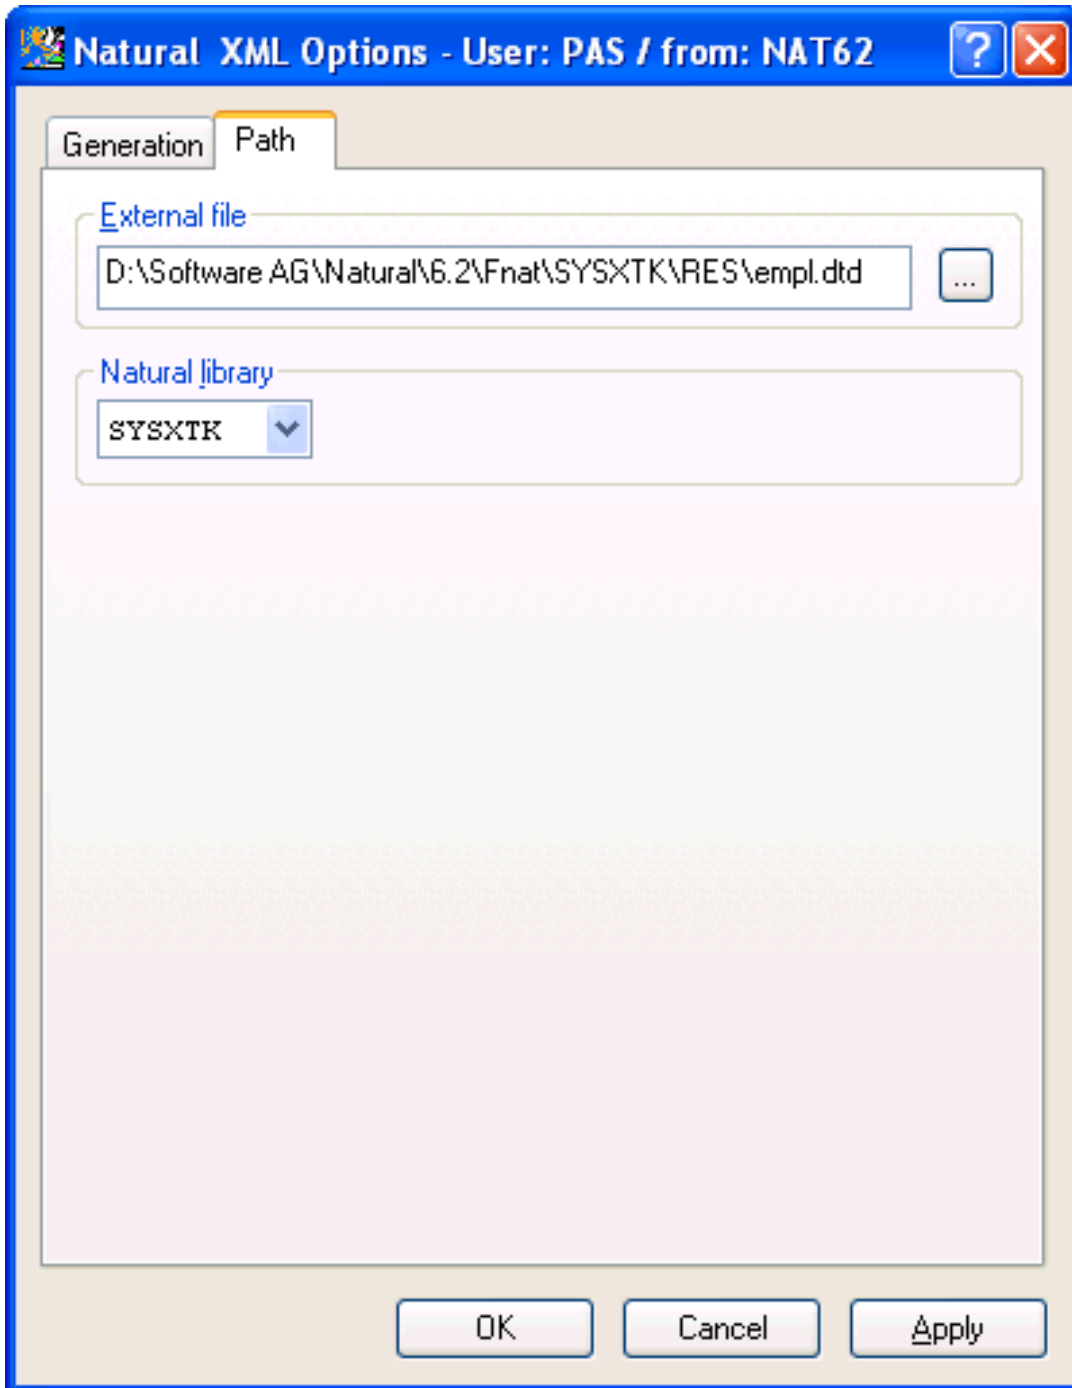 Natural XML Options - User: PAS / from: NAT62
?
Generation Path
External file
D:\Software AG\Natural\6.2\Fnat\SYSXTK\RES\empl.dtd ...
Natural library
SYSXTK
OK Cancel Apply